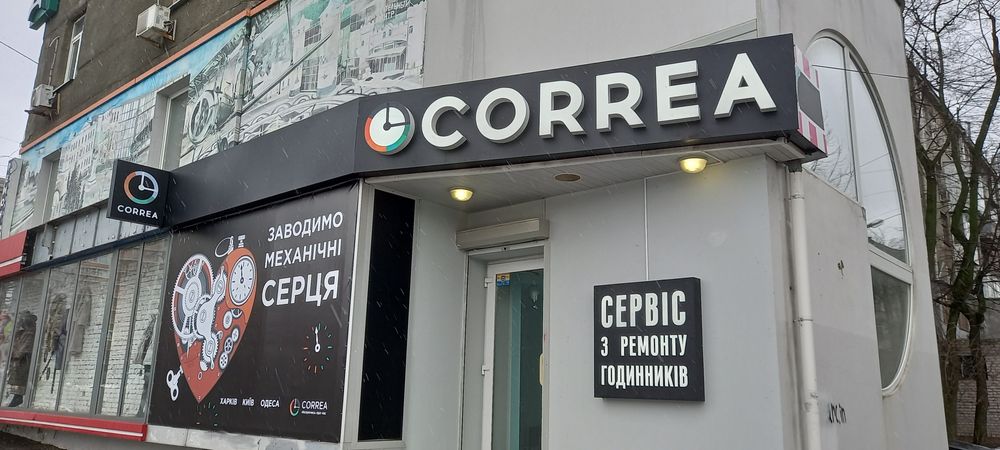 CORREA
CORREA
ЗАВОДИМО
МЕХАНІЧНІ
СЕРЦЯ
ХАРКІВ КИЇВ ОДЕСА
CORREA
СЕРВІС
З РЕМОНТУ
ГОДИННИКІВ